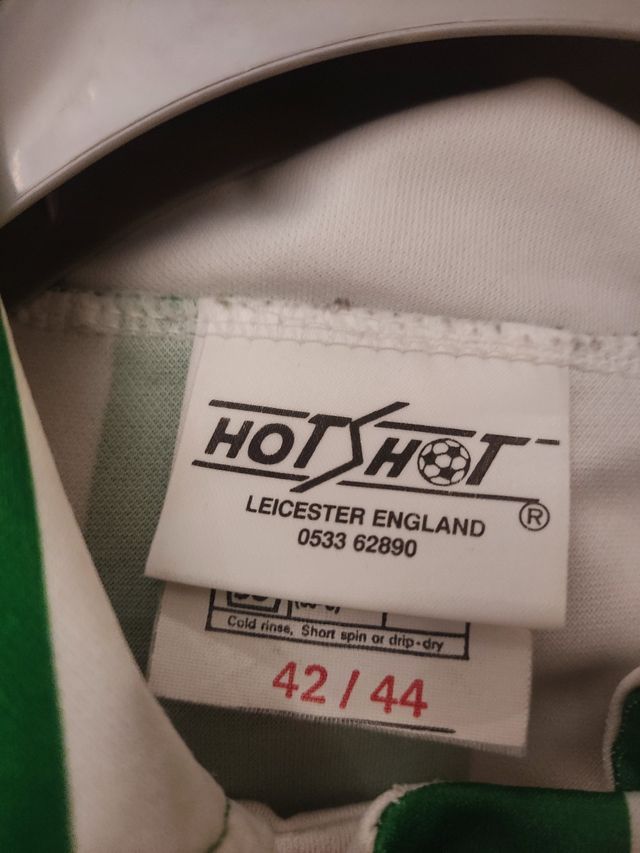 HOTSHOT
®
LEICESTER ENGLAND
0533 62890
Cold rinse, Short spin or drip-dry
42 / 44